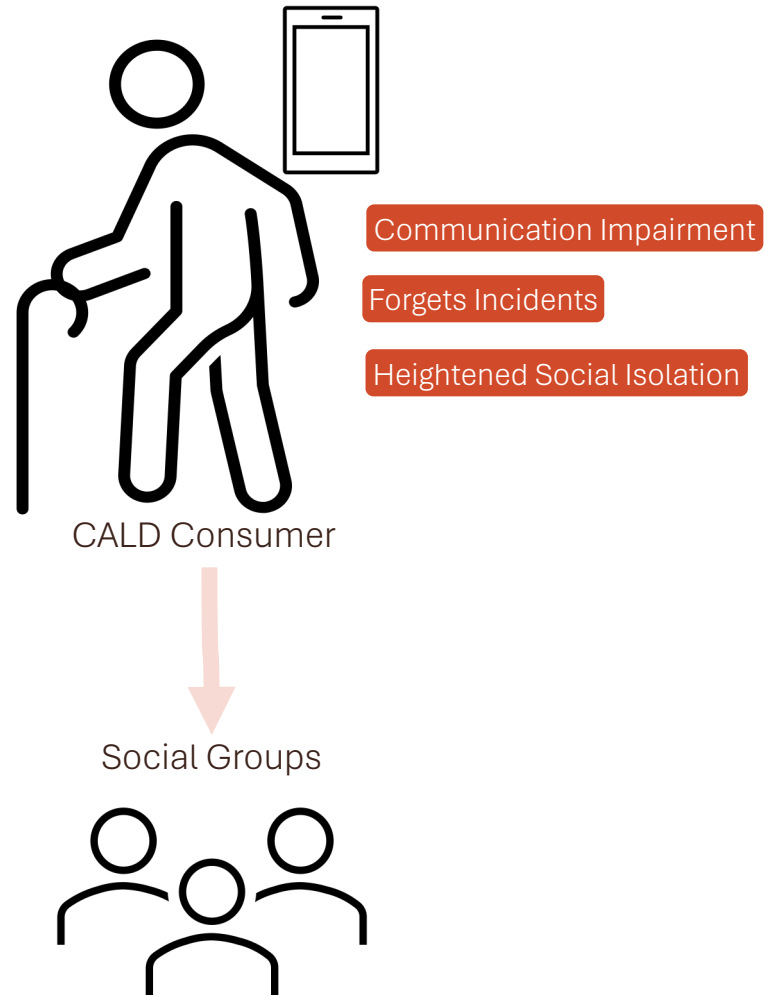 Communication Impairment
Forgets Incidents
Heightened Social Isolation
CALD Consumer
Social Groups